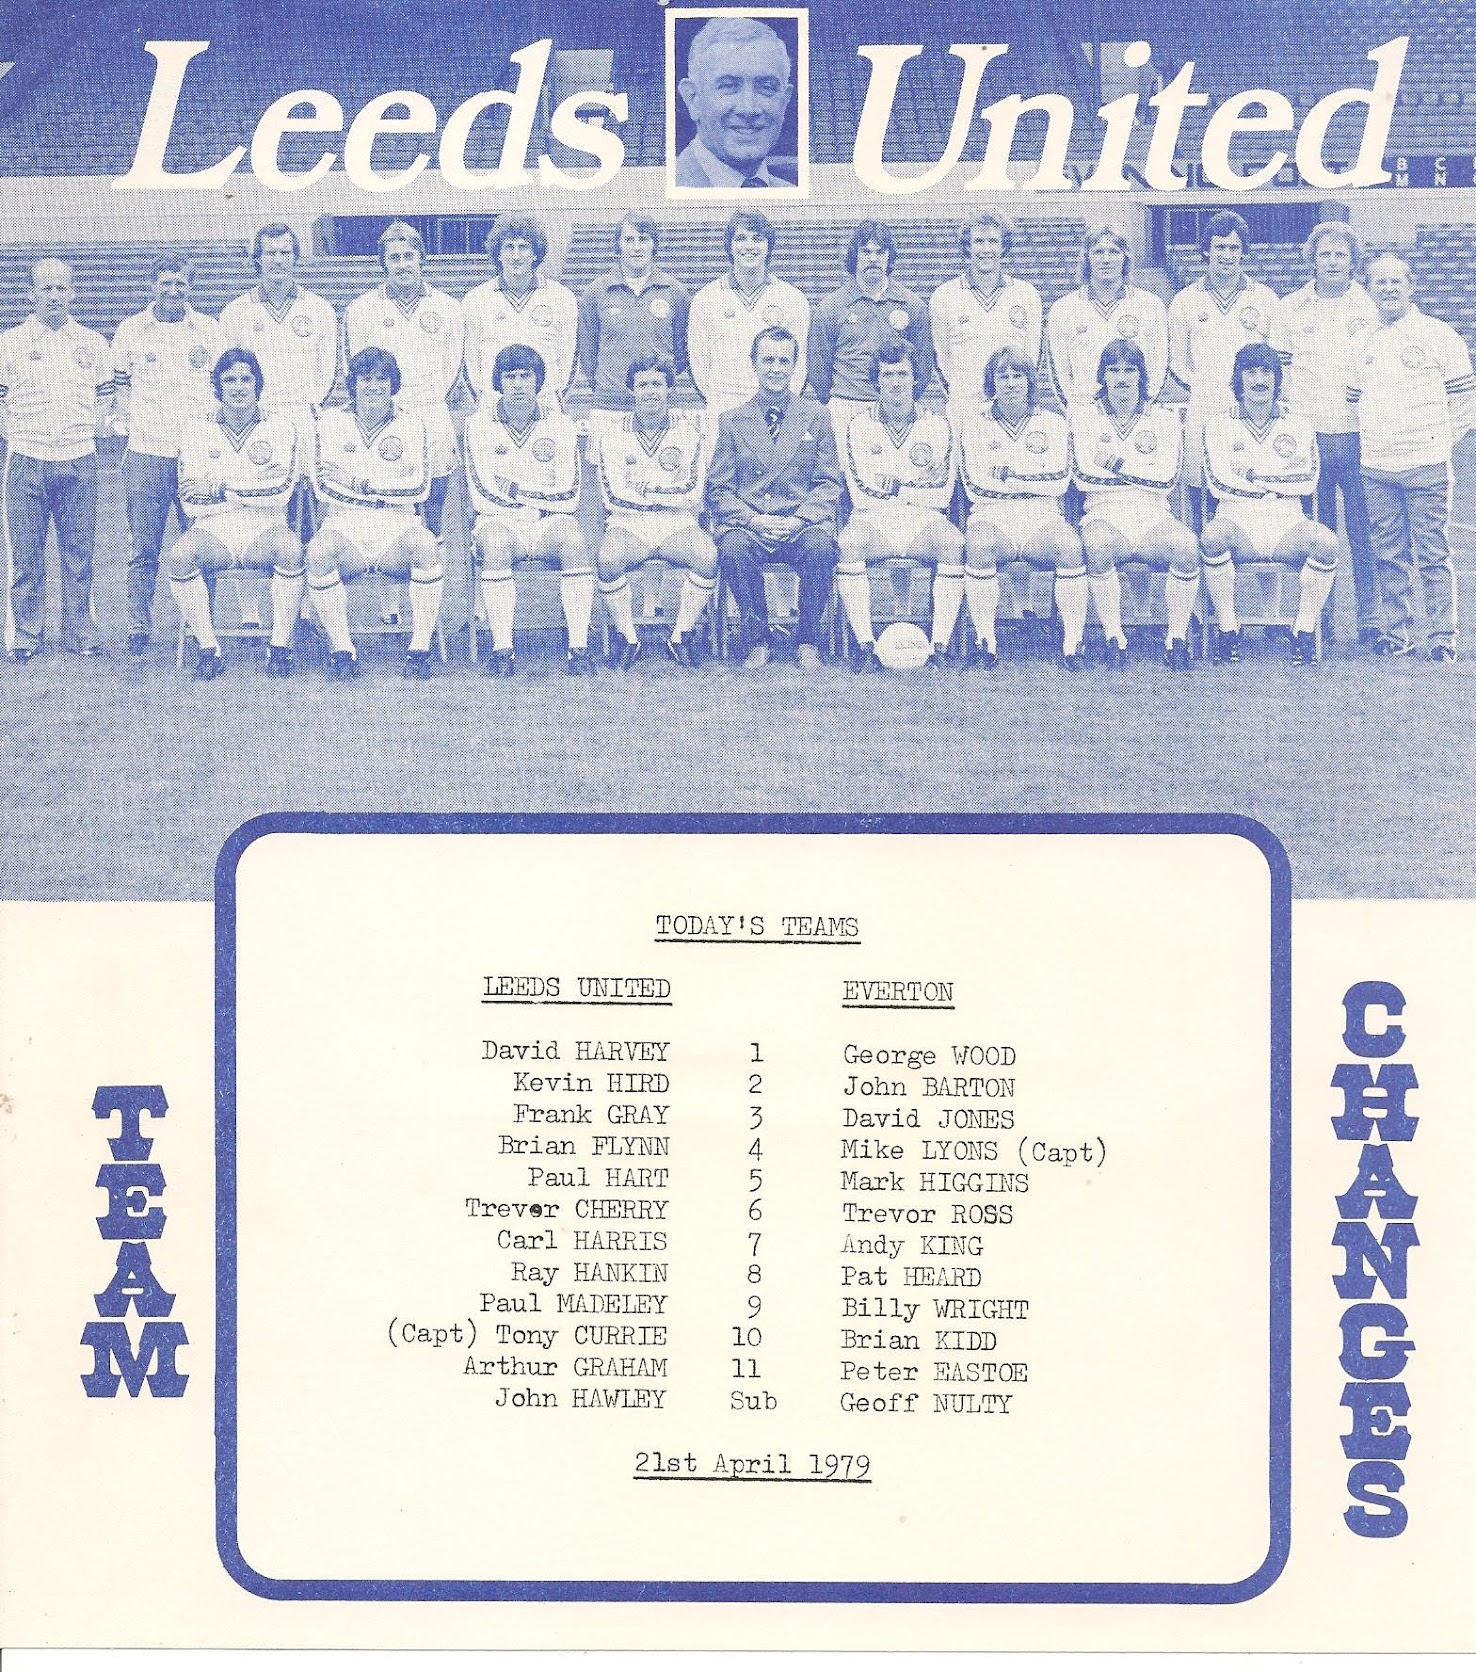 Leeds United
TODAY'S TEAMS
LEEDS UNITED EVERTON
David HARVEY 1 George WOOD
Kevin HIRD 2 John BARTON
Frank GRAY 3 David JONES
Brian FLYNN 4 Mike LYONS (Capt)
Paul HART 5 Mark HIGGINS
Trevor CHERRY 6 Trevor ROSS
Carl HARRIS 7 Andy KING
Ray HANKIN 8 Pat HEARD
Paul MADELEY 9 Billy WRIGHT
(Capt) Tony CURRIE 10 Brian KIDD
Arthur GRAHAM 11 Peter EASTOE
John HAWLEY Sub Geoff NULTY
21st April 1979
TEAM
CHANGES